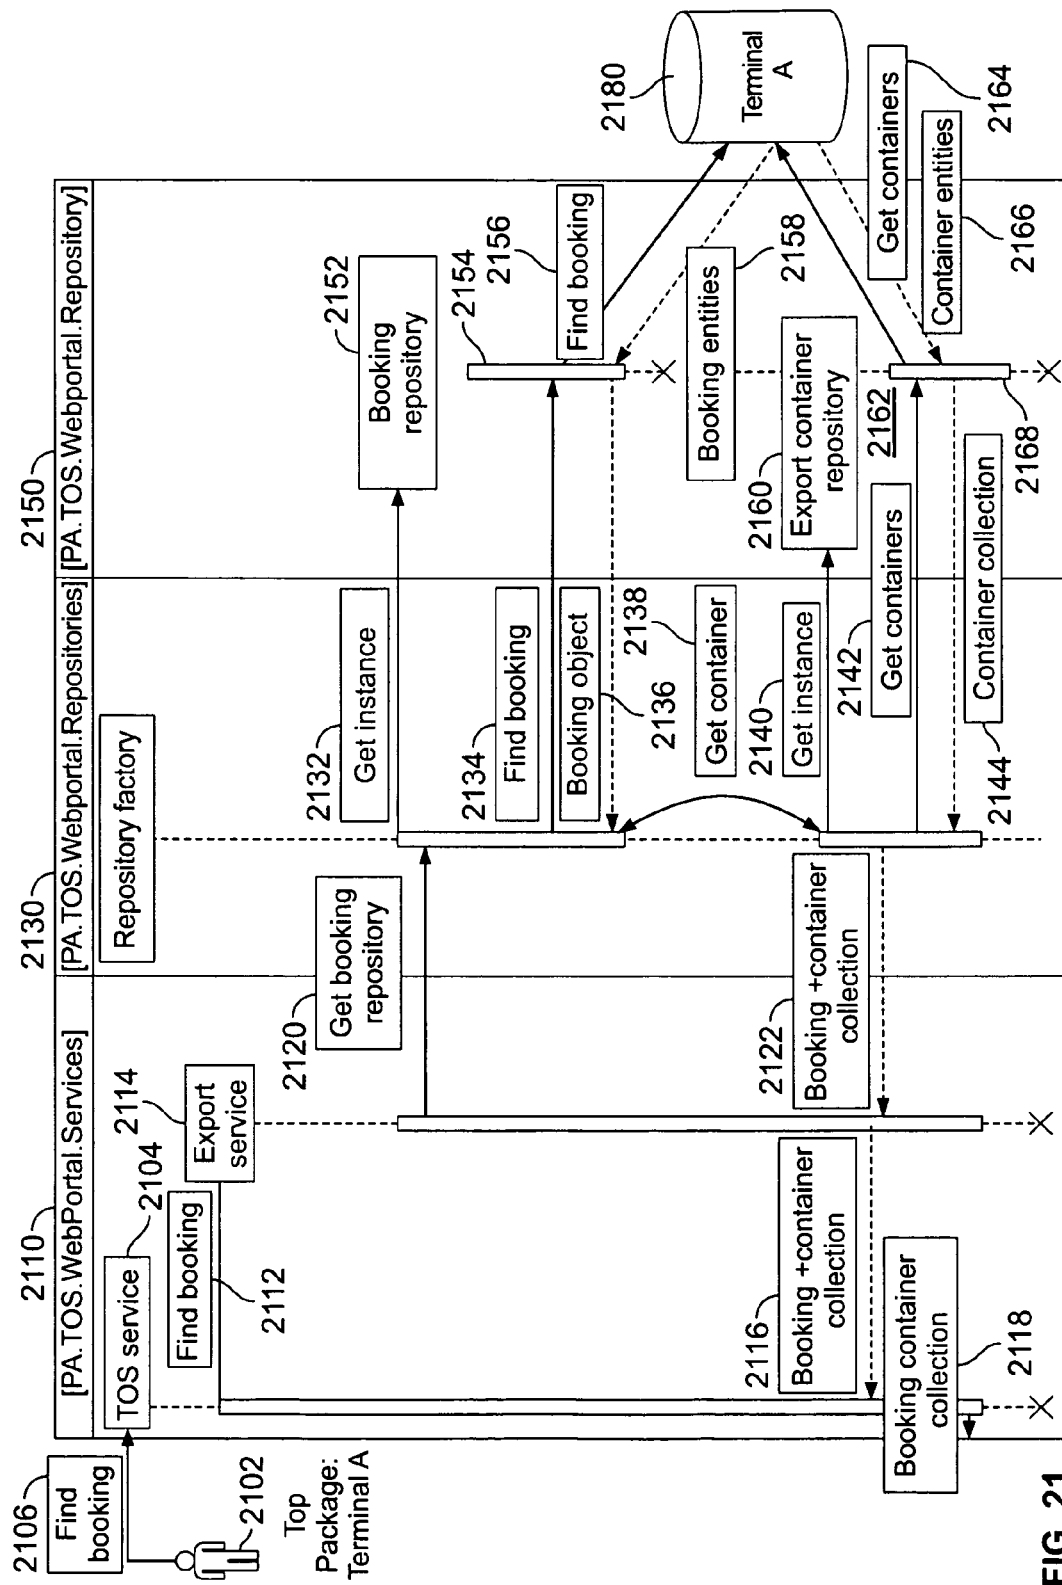 2110
2130
2150
[PA.TOS.WebPortal.Services]
[PA.TOS.Webportal.Repositories]
[PA.TOS.Webportal.Repository]
2106
Find
booking
2102
Top
Package:
Terminal A
TOS service
2104
Find booking
2112
2114
Export
service
Repository factory
2120
Get booking
repository
2132
Get instance
2152
Booking
repository
2154
2134
Find booking
2156
Find booking
2180
Terminal
A
Booking object
2136
Booking entities
2158
2138
Get container
2140
Get instance
2160
Export container
repository
2162
2142
Get containers
Get containers
2164
Container entities
2166
2168
2116
Booking +container
collection
2122
Booking +container
collection
2144
Container collection
Booking container
collection
2118
FIG. 21